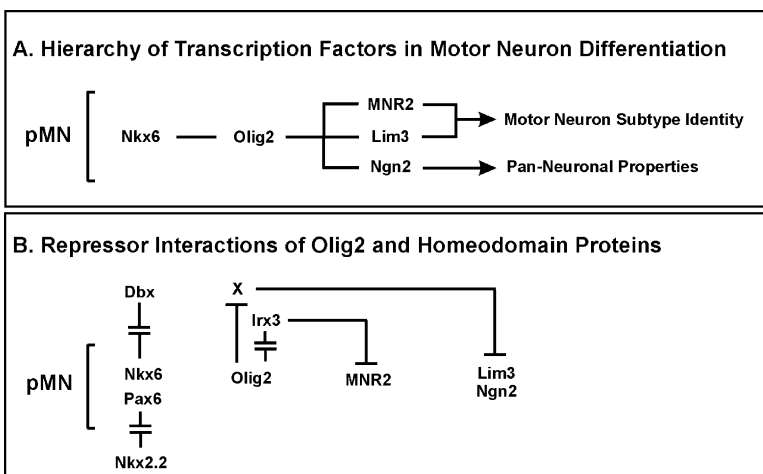 A. Hierarchy of Transcription Factors in Motor Neuron Differentiation
MNR2
Motor Neuron Subtype Identity
pMN
Nkx6
Olig2
Lim3
Ngn2
Pan-Neuronal Properties
B. Repressor Interactions of Olig2 and Homeodomain Proteins
Dbx
X
Irx3
pMN
Nkx6
Olig2
MNR2
Lim3
Ngn2
Pax6
Nkx2.2